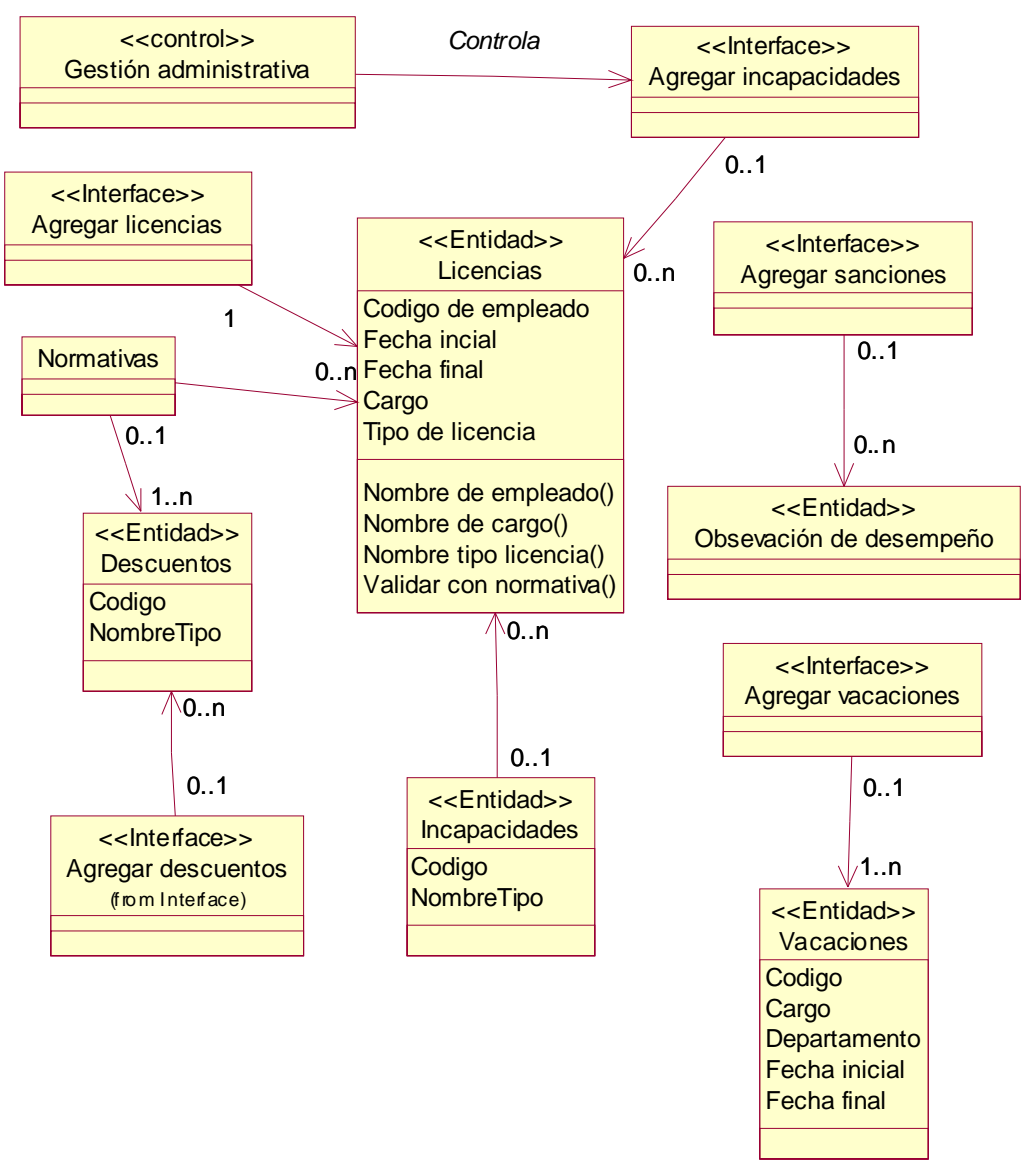 <<control>>
Gestión administrativa
Controla
<<Interface>>
Agregar incapacidades
0..1
0..n
<<Interface>>
Agregar licencias
1
0..n
<<Entidad>>
Licencias
Codigo de empleado
Fecha incial
Fecha final
Cargo
Tipo de licencia
Nombre de empleado()
Nombre de cargo()
Nombre tipo licencia()
Validar con normativa()
<<Interface>>
Agregar sanciones
0..1
0..n
<<Entidad>>
Obsevación de desempeño
Normativas
0..1
1..n
<<Entidad>>
Descuentos
Codigo
NombreTipo
0..n
0..1
<<Interface>>
Agregar descuentos
(from Interface)
0..n
0..1
<<Entidad>>
Incapacidades
Codigo
NombreTipo
<<Interface>>
Agregar vacaciones
0..1
1..n
<<Entidad>>
Vacaciones
Codigo
Cargo
Departamento
Fecha inicial
Fecha final